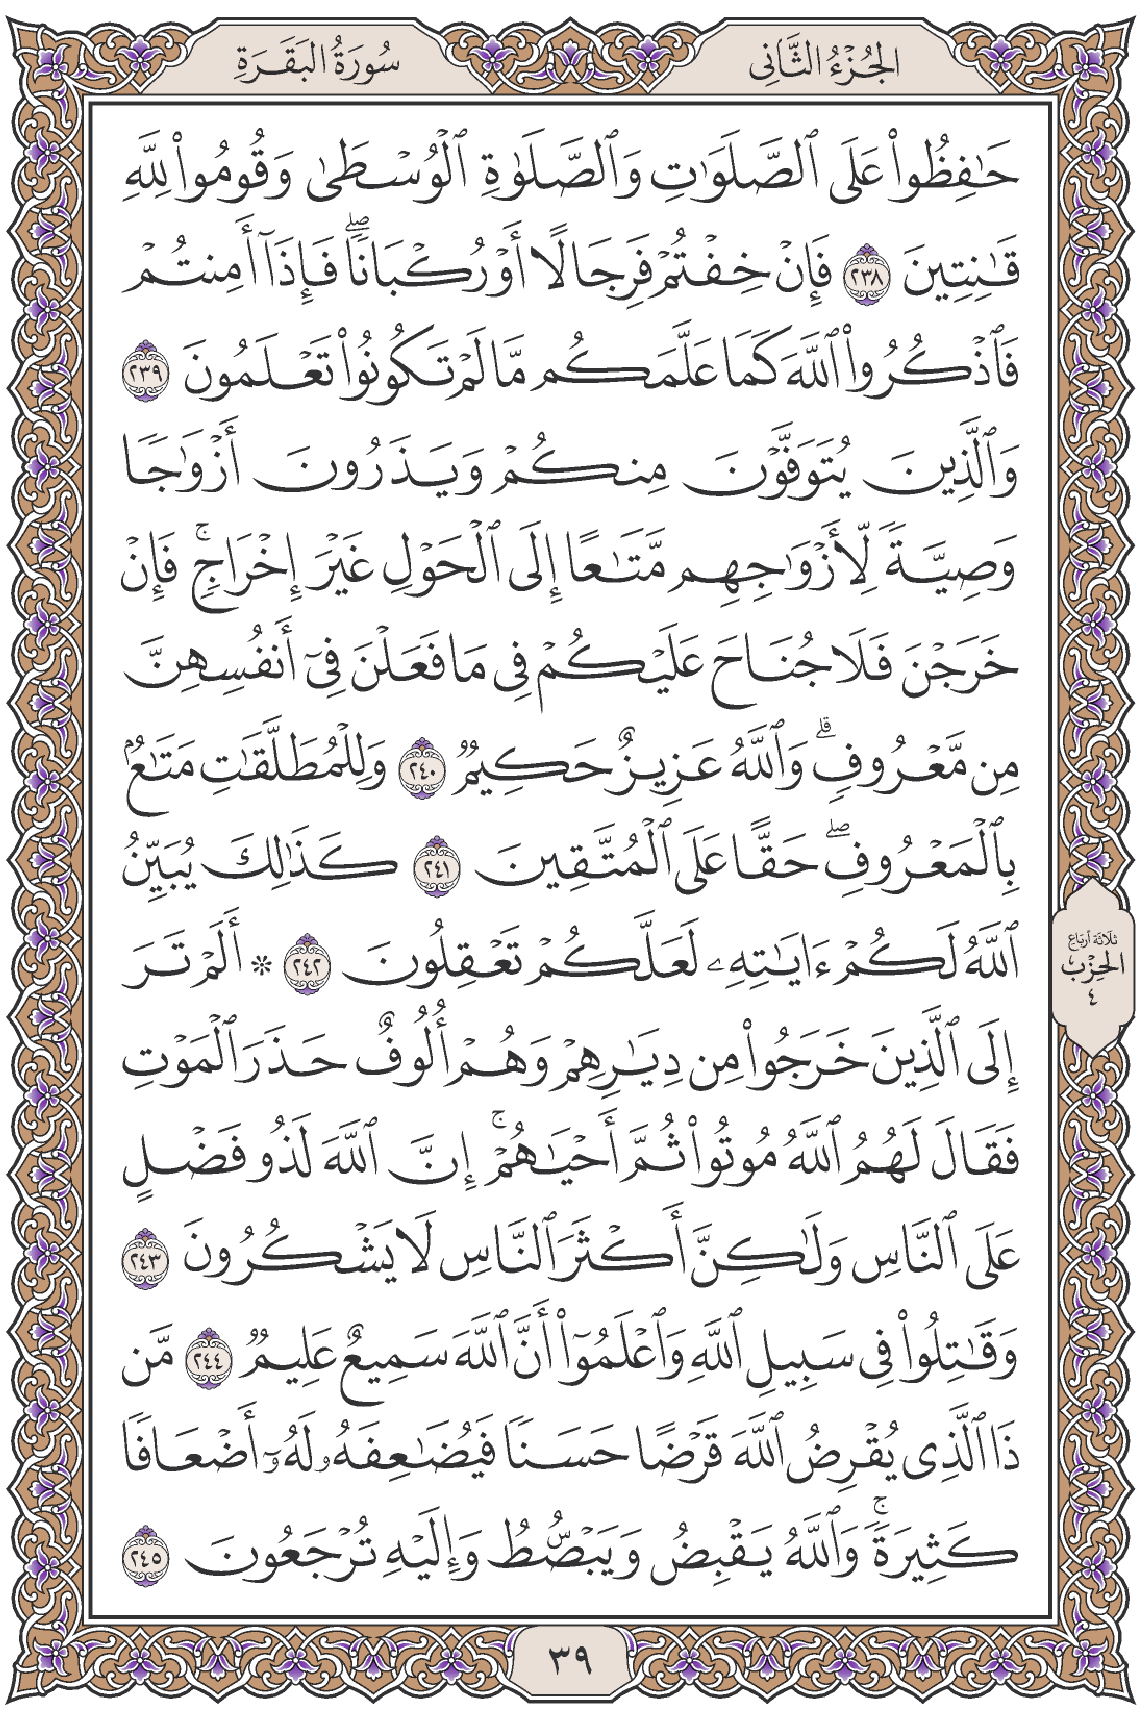 الجُزْءُ الثَّانِي
سُورَةُ البَقَرَةِ
حَٰفِظُوا۟ عَلَى ٱلصَّلَوَٰتِ وَٱلصَّلَوٰةِ ٱلْوُسْطَىٰ وَقُومُوا۟ لِلَّهِ
قَٰنِتِينَ ٢٣٨ فَإِنْ خِفْتُمْ فَرِجَالًا أَوْ رُكْبَانًۭا ۖ فَإِذَآ أَمِنتُمْ
فَٱذْكُرُوا۟ ٱللَّهَ كَمَا عَلَّمَكُم مَّا لَمْ تَكُونُوا۟ تَعْلَمُونَ ٢٣٩
وَٱلَّذِينَ يُتَوَفَّوْنَ مِنكُمْ وَيَذَرُونَ أَزْوَٰجًۭا
وَصِيَّةًۭ لِّأَزْوَٰجِهِم مَّتَٰعًا إِلَى ٱلْحَوْلِ غَيْرَ إِخْرَاجٍۢ ۚ فَإِنْ
خَرَجْنَ فَلَا جُنَاحَ عَلَيْكُمْ فِى مَا فَعَلْنَ فِىٓ أَنفُسِهِنَّ
مِن مَّعْرُوفٍۢ ۗ وَٱللَّهُ عَزِيزٌ حَكِيمٌۭ ٢٤٠ وَلِلْمُطَلَّقَٰتِ مَتَٰعٌۢ
بِٱلْمَعْرُوفِ ۖ حَقًّا عَلَى ٱلْمُتَّقِينَ ٢٤١ كَذَٰلِكَ يُبَيِّنُ
ٱللَّهُ لَكُمْ ءَايَٰتِهِۦ لَعَلَّكُمْ تَعْقِلُونَ ٢٤٢ ۞ أَلَمْ تَرَ
إِلَى ٱلَّذِينَ خَرَجُوا۟ مِن دِيَٰرِهِمْ وَهُمْ أُلُوفٌ حَذَرَ ٱلْمَوْتِ
فَقَالَ لَهُمُ ٱللَّهُ مُوتُوا۟ ثُمَّ أَحْيَٰهُمْ ۚ إِنَّ ٱللَّهَ لَذُو فَضْلٍ
عَلَى ٱلنَّاسِ وَلَٰكِنَّ أَكْثَرَ ٱلنَّاسِ لَا يَشْكُرُونَ ٢٤٣
وَقَٰتِلُوا۟ فِى سَبِيلِ ٱللَّهِ وَٱعْلَمُوٓا۟ أَنَّ ٱللَّهَ سَمِيعٌ عَلِيمٌۭ ٢٤٤ مَّن
ذَا ٱلَّذِى يُقْرِضُ ٱللَّهَ قَرْضًا حَسَنًۭا فَيُضَٰعِفَهُۥ لَهُۥٓ أَضْعَافًۭا
كَثِيرَةًۭ ۚ وَٱللَّهُ يَقْبِضُ وَيَبْصُۜطُ وَإِلَيْهِ تُرْجَعُونَ ٢٤٥
ثلاثة أرباع
الحِزْب
٤
٣٩